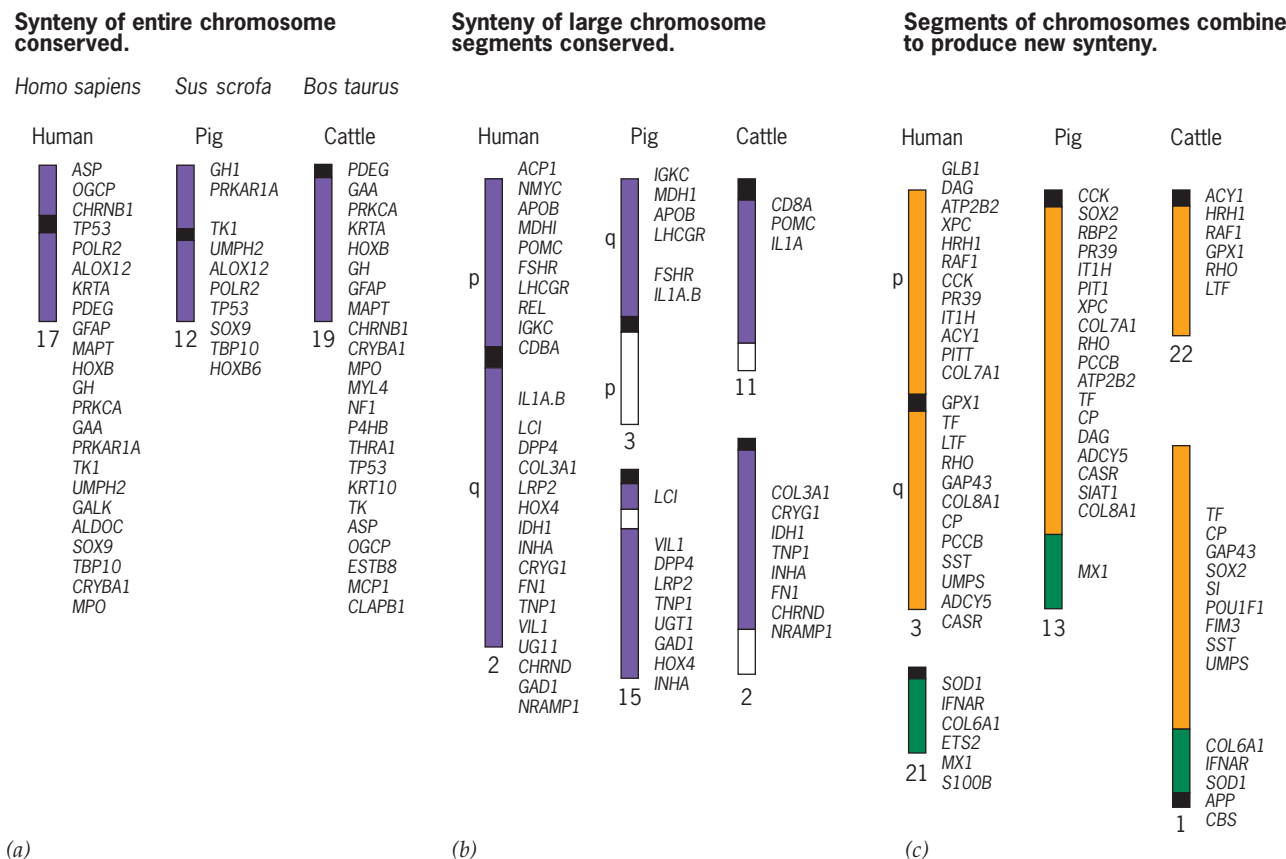 Synteny of entire chromosome
conserved.
Homo sapiens
Sus scrofa
Bos taurus
Human
ASP
OGCP
CHRNB1
TP53
POLR2
ALOX12
KRTA
PDEG
GFAP
MAPT
HOXB
GH
PRKCA
GAA
PRKAR1A
TK1
UMPH2
GALK
ALDOC
SOX9
TBP10
CRYBA1
MPO
17
Pig
GH1
PRKAR1A
TK1
UMPH2
ALOX12
POLR2
TP53
SOX9
TBP10
HOXB6
12
Cattle
PDEG
GAA
PRKCA
KRTA
HOXB
GH
GFAP
MAPT
CHRNB1
CRYBA1
MPO
MYL4
NF1
P4HB
THRA1
TP53
KRT10
TK
ASP
OGCP
ESTB8
MCP1
CLAPB1
19
(a)
Synteny of large chromosome
segments conserved.
Human
p
q
ACP1
NMYC
APOB
MDHI
POMC
FSHR
LHCGR
REL
IGKC
CDBA
IL1A.B
LCI
DPP4
COL3A1
LRP2
HOX4
IDH1
INHA
CRYG1
FN1
TNP1
VIL1
UG11
CHRND
GAD1
NRAMP1
2
Pig
q
p
IGKC
MDH1
APOB
LHCGR
FSHR
IL1A.B
3
LCI
VIL1
DPP4
LRP2
TNP1
UGT1
GAD1
HOX4
INHA
15
Cattle
CD8A
POMC
IL1A
11
COL3A1
CRYG1
IDH1
TNP1
INHA
FN1
CHRND
NRAMP1
2
(b)
Segments of chromosomes combine
to produce new synteny.
Human
p
q
GLB1
DAG
ATP2B2
XPC
HRH1
RAF1
CCK
PR39
IT1H
ACY1
PITT
COL7A1
GPX1
TF
LTF
RHO
GAP43
COL8A1
CP
PCCB
SST
UMPS
ADCY5
CASR
3
SOD1
IFNAR
COL6A1
ETS2
MX1
S100B
21
Pig
CCK
SOX2
RBP2
PR39
IT1H
PIT1
XPC
COL7A1
RHO
PCCB
ATP2B2
TF
CP
DAG
ADCY5
CASR
SIAT1
COL8A1
MX1
13
Cattle
ACY1
HRH1
RAF1
GPX1
RHO
LTF
22
TF
CP
GAP43
SOX2
SI
POU1F1
FIM3
SST
UMPS
COL6A1
IFNAR
SOD1
APP
CBS
1
(c)